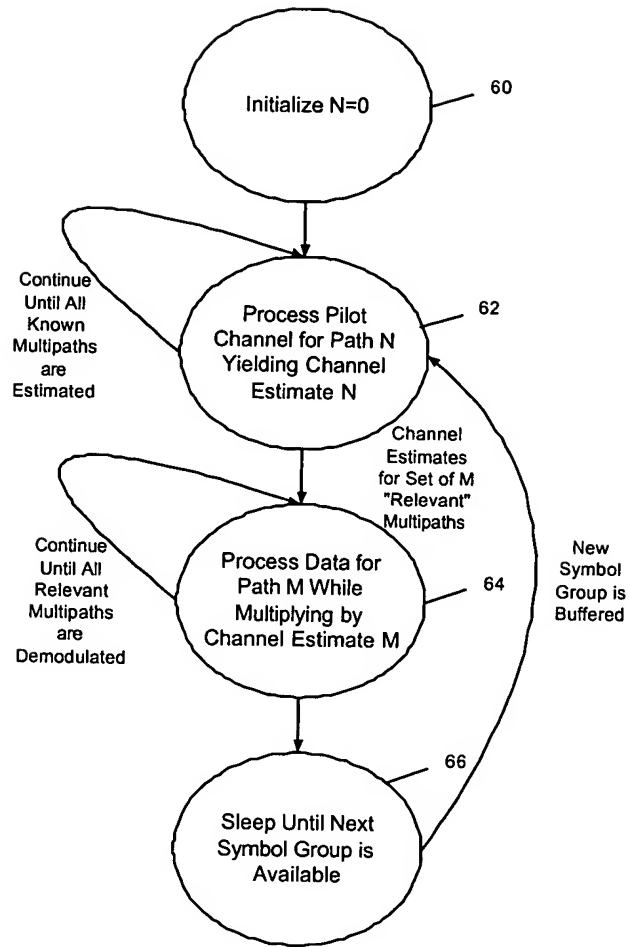 Initialize N=0
60
Continue
Until All
Known
Multipaths
are
Estimated
Process Pilot
Channel for Path N
Yielding Channel
Estimate N
62
Channel
Estimates
for Set of M
"Relevant"
Multipaths
Continue
Until All
Relevant
Multipaths
are
Demodulated
Process Data for
Path M While
Multiplying by
Channel Estimate M
64
New
Symbol
Group is
Buffered
66
Sleep Until Next
Symbol Group is
Available